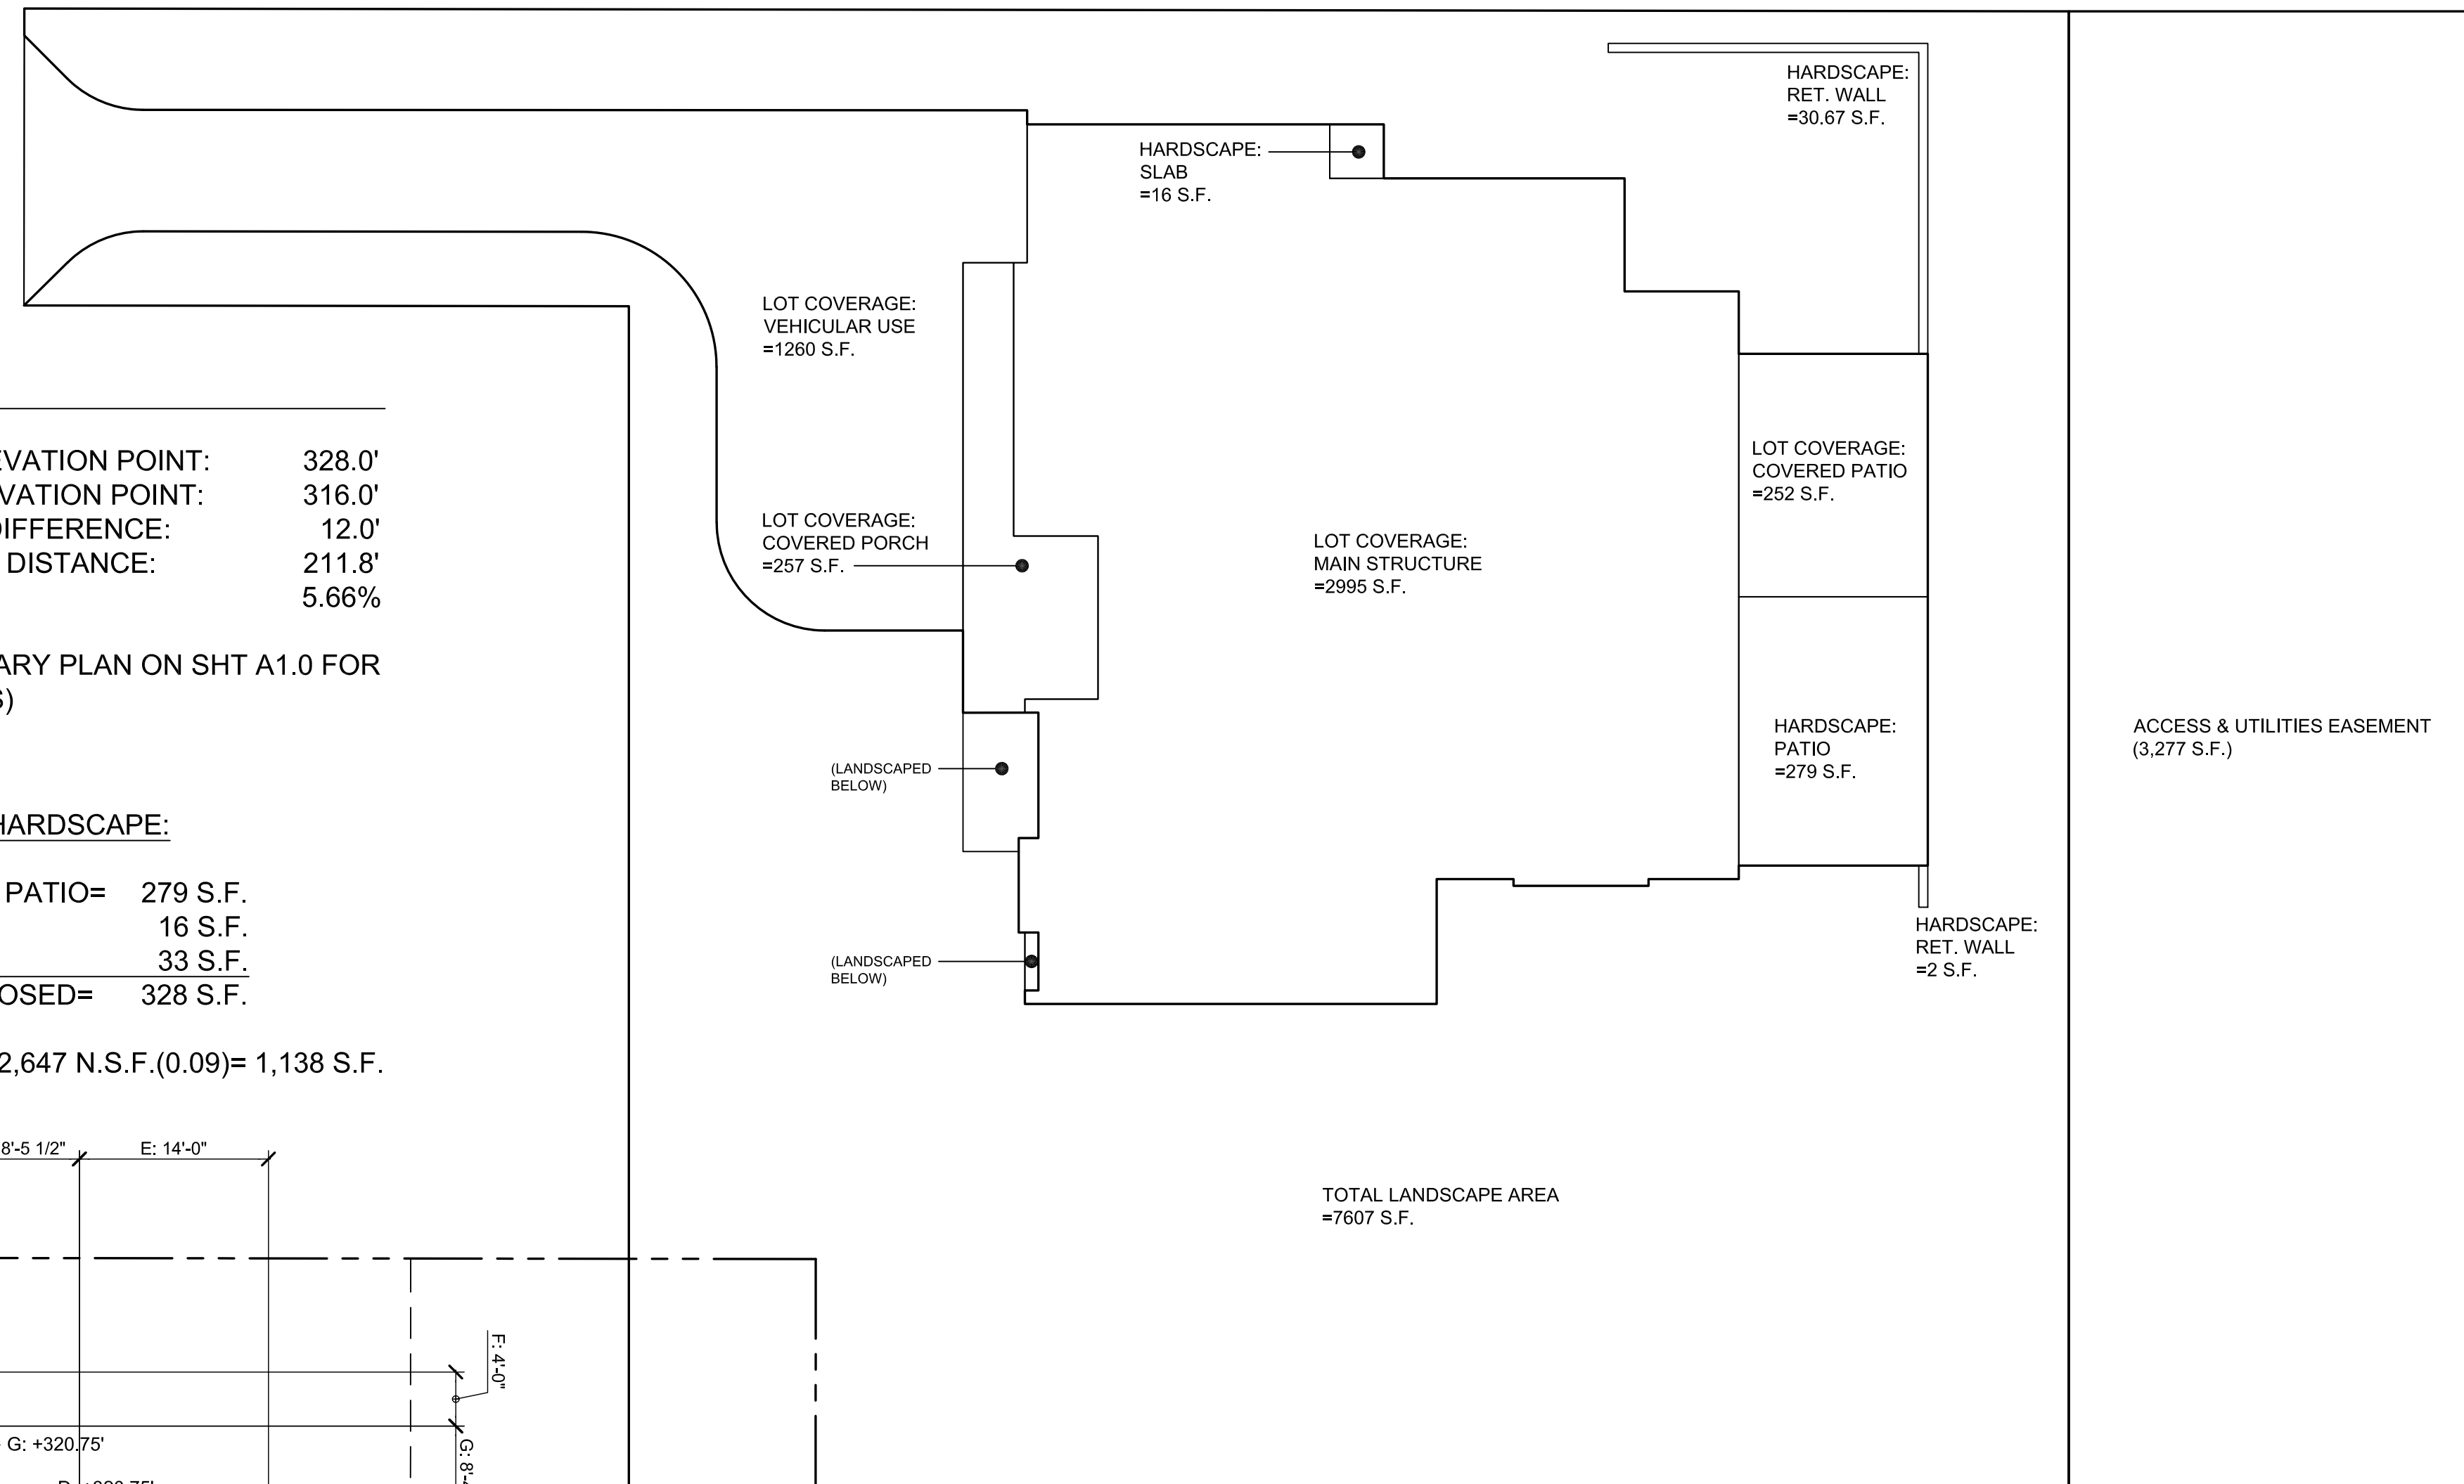 HARDSCAPE:
RET. WALL
=30.67 S.F.
HARDSCAPE:
SLAB
=16 S.F.
LOT COVERAGE:
VEHICULAR USE
=1260 S.F.
LOT COVERAGE:
COVERED PATIO
=252 S.F.
LOT COVERAGE:
COVERED PORCH
=257 S.F.
LOT COVERAGE:
MAIN STRUCTURE
=2995 S.F.
HARDSCAPE:
PATIO
=279 S.F.
ACCESS & UTILITIES EASEMENT
(3,277 S.F.)
(LANDSCAPED
BELOW)
(LANDSCAPED
BELOW)
HARDSCAPE:
RET. WALL
=2 S.F.
TOTAL LANDSCAPE AREA
=7607 S.F.
EVATION POINT: 328.0'
VATION POINT: 316.0'
DIFFERENCE: 12.0'
DISTANCE: 211.8'
5.66%
ARY PLAN ON SHT A1.0 FOR
S)
HARDSCAPE:
PATIO= 279 S.F.
16 S.F.
33 S.F.
OSED= 328 S.F.
2,647 N.S.F.(0.09)= 1,138 S.F.
8'-5 1/2" E: 14'-0"
F: 4'-0"
G: +320.75'
G: 8'-